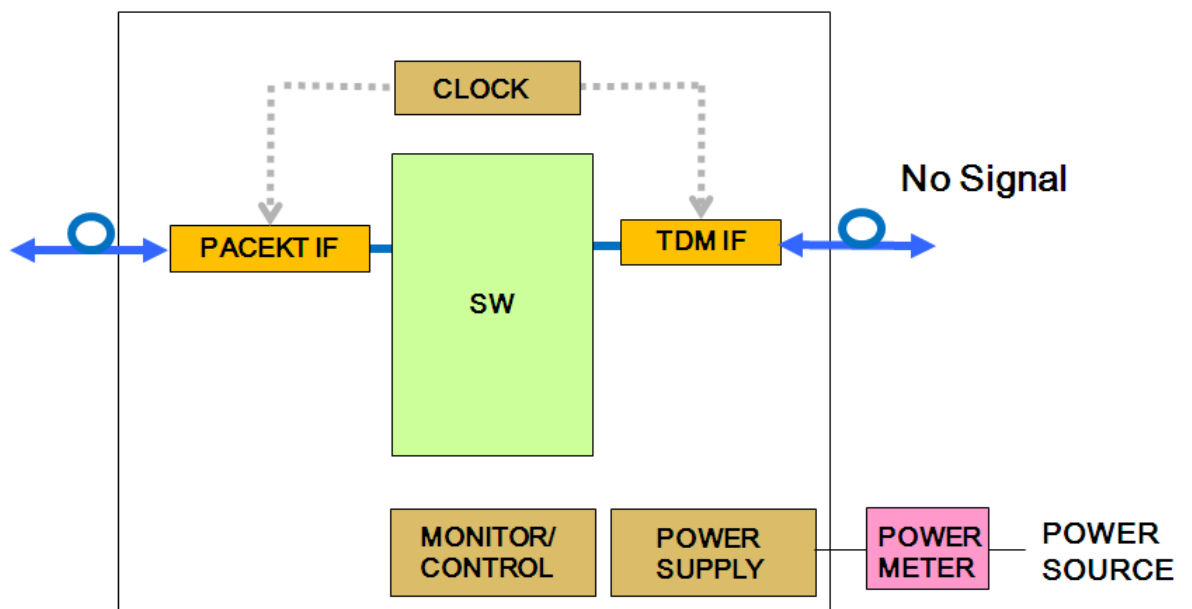 CLOCK
No Signal
PACEKT IF
TDM IF
SW
MONITOR/
CONTROL
POWER
SUPPLY
POWER
METER
POWER
SOURCE